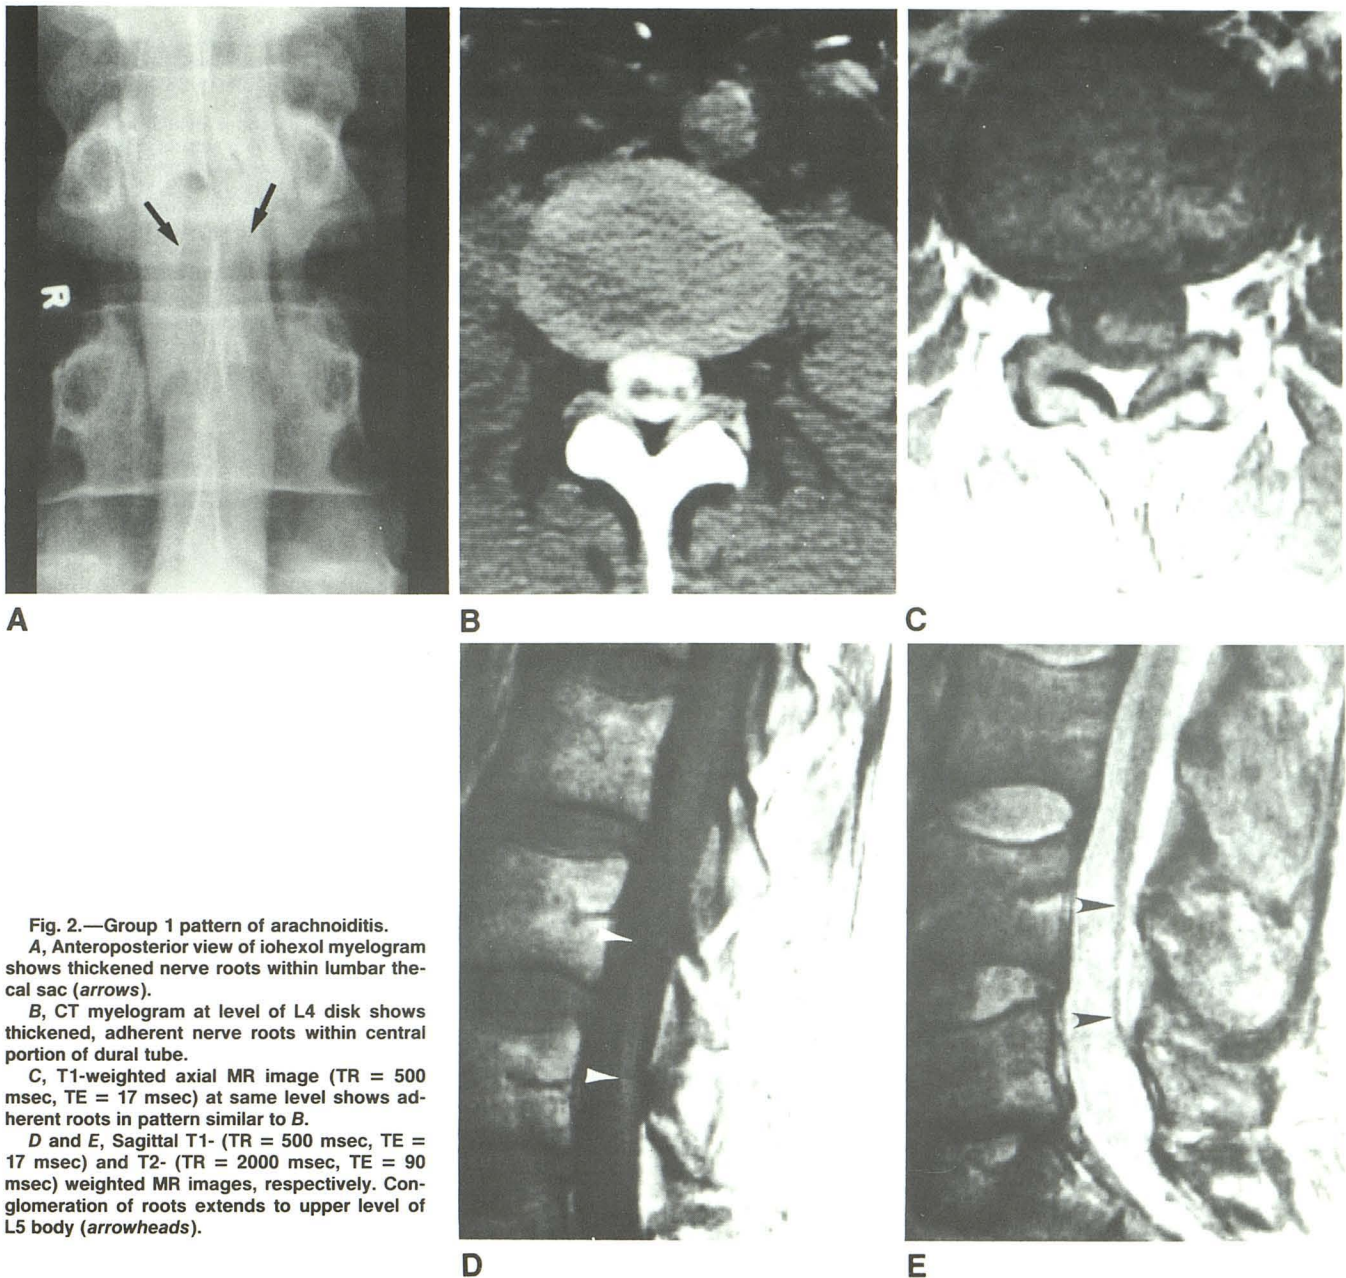 R
A
B
C
Fig. 2.—Group 1 pattern of arachnoiditis.
A, Anteroposterior view of iohexol myelogram
shows thickened nerve roots within lumbar the-
cal sac (arrows).
B, CT myelogram at level of L4 disk shows
thickened, adherent nerve roots within central
portion of dural tube.
C, T1-weighted axial MR image (TR = 500
msec, TE = 17 msec) at same level shows ad-
herent roots in pattern similar to B.
D and E, Sagittal T1- (TR = 500 msec, TE =
17 msec) and T2- (TR = 2000 msec, TE = 90
msec) weighted MR images, respectively. Con-
glomeration of roots extends to upper level of
L5 body (arrowheads).
D
E